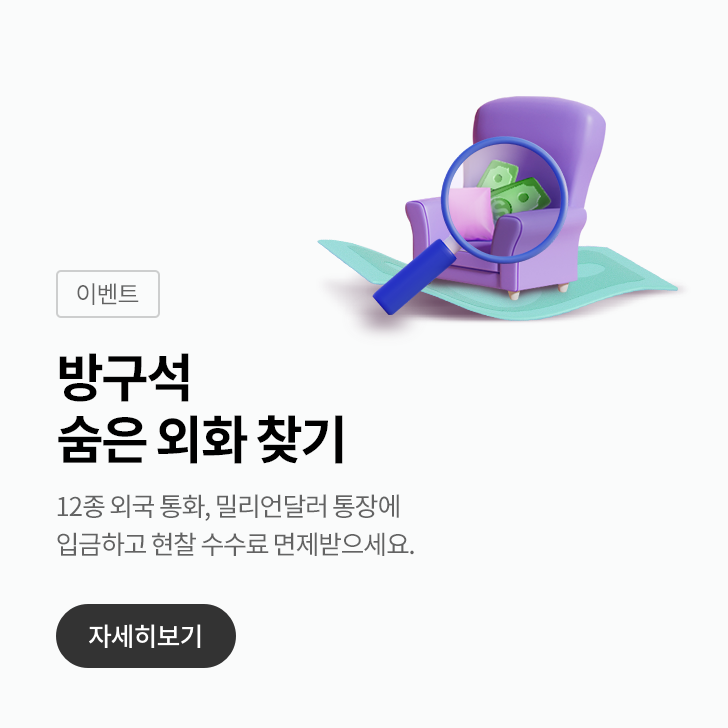 이벤트
방구석
숨은 외화 찾기
12종 외국 통화, 밀리언달러 통장에
입금하고 현찰 수수료 면제받으세요.
자세히보기